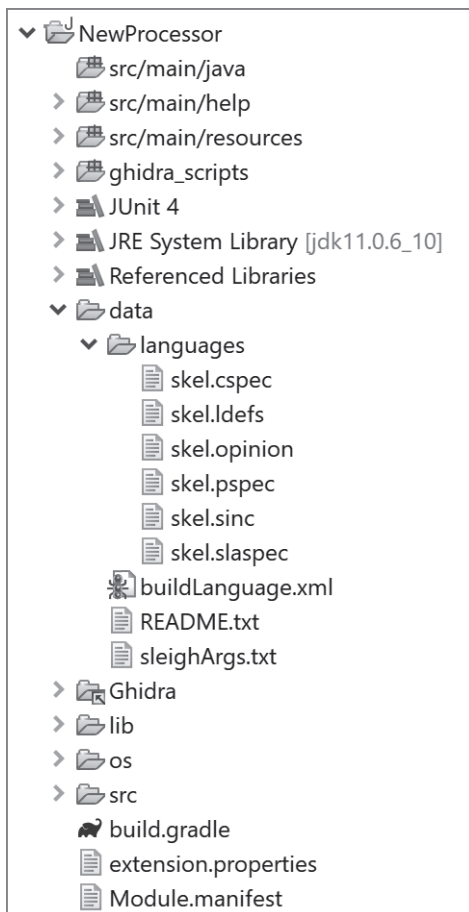 NewProcessor
src/main/java
src/main/help
src/main/resources
ghidra_scripts
JUnit 4
JRE System Library [jdk11.0.6_10]
Referenced Libraries
data
languages
skel.cspec
skel.ldefs
skel.opinion
skel.pspec
skel.sinc
skel.slaspec
buildLanguage.xml
README.txt
sleighArgs.txt
Ghidra
lib
os
src
build.gradle
extension.properties
Module.manifest